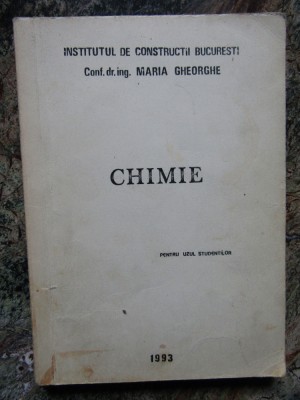 INSTITUTUL DE CONSTRUCTII BUCURESTI
Conf. dr. ing. MARIA GHEORGHE
CHIMIE
PENTRU UZUL STUDENTILOR
1993